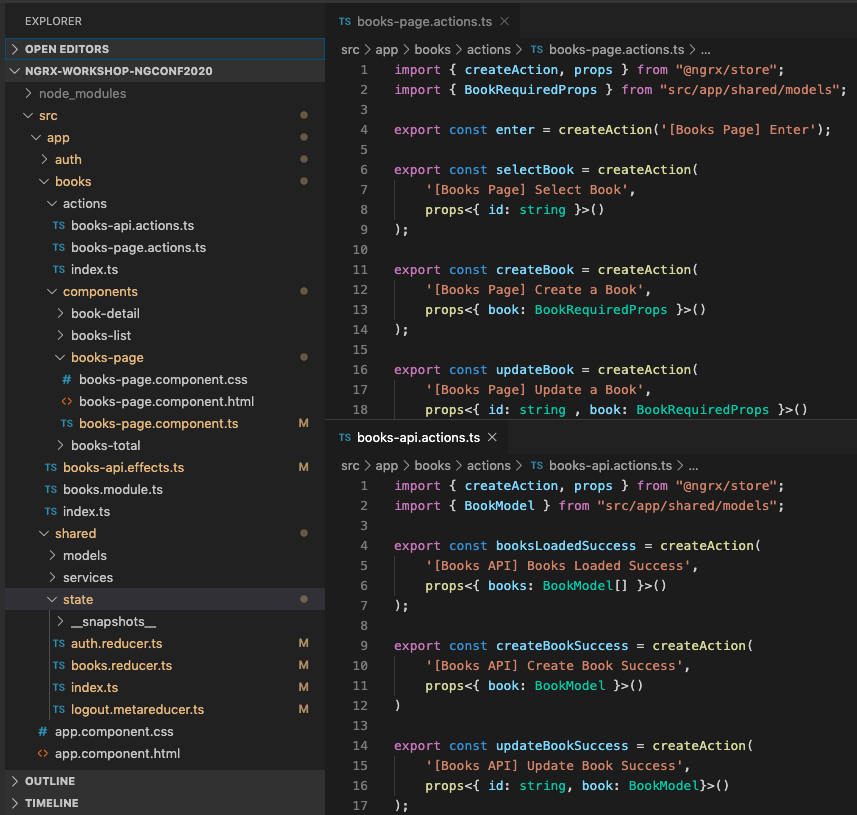 EXPLORER
OPEN EDITORS
NGRX-WORKSHOP-NGCONF2020
node_modules
src
app
auth
books
actions
TS books-api.actions.ts
TS books-page.actions.ts
TS index.ts
components
book-detail
books-list
books-page
# books-page.component.css
<> books-page.component.html
TS books-page.component.ts M
books-total
TS books-api.effects.ts M
TS books.module.ts
TS index.ts
shared
models
services
state
__snapshots__
TS auth.reducer.ts M
TS books.reducer.ts M
TS index.ts M
TS logout.metareducer.ts M
# app.component.css
<> app.component.html
OUTLINE
TIMELINE
TS books-page.actions.ts ×
src > app > books > actions > TS books-page.actions.ts > ...
1 import { createAction, props } from "@ngrx/store";
2 import { BookRequiredProps } from "src/app/shared/models";
3
4 export const enter = createAction('[Books Page] Enter');
5
6 export const selectBook = createAction(
7 '[Books Page] Select Book',
8 props<{ id: string }>()
9 );
10
11 export const createBook = createAction(
12 '[Books Page] Create a Book',
13 props<{ book: BookRequiredProps }>()
14 );
15
16 export const updateBook = createAction(
17 '[Books Page] Update a Book',
18 props<{ id: string , book: BookRequiredProps }>()
TS books-api.actions.ts ×
src > app > books > actions > TS books-api.actions.ts > ...
1 import { createAction, props } from "@ngrx/store";
2 import { BookModel } from "src/app/shared/models";
3
4 export const booksLoadedSuccess = createAction(
5 '[Books API] Books Loaded Success',
6 props<{ books: BookModel[] }>()
7 );
8
9 export const createBookSuccess = createAction(
10 '[Books API] Create Book Success',
11 props<{ book: BookModel }>()
12 )
13
14 export const updateBookSuccess = createAction(
15 '[Books API] Update Book Success',
16 props<{ id: string, book: BookModel}>()
17 );